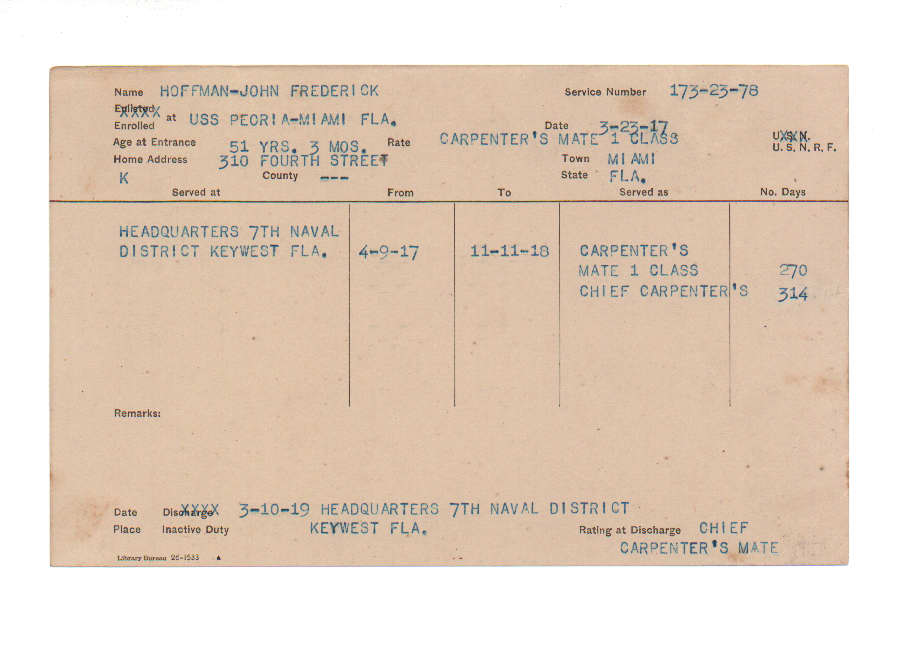 Name HOFFMAN-JOHN FREDERICK Service Number 173-23-78
Enlisted XXXX
Enrolled at USS PEORIA-MIAMI FLA. Date 3-23-17
Age at Entrance 51 YRS. 3 MOS. Rate CARPENTER'S MATE 1 CLASS U.S.N. XXX
U. S. N. R. F.
Home Address 310 FOURTH STREET Town MIAMI
K County --- State FLA.
Served at From To Served as No. Days
HEADQUARTERS 7TH NAVAL
DISTRICT KEYWEST FLA. 4-9-17 11-11-18 CARPENTER'S
MATE 1 CLASS 270
CHIEF CARPENTER'S 314
Remarks:
Date Discharge XXXX 3-10-19 HEADQUARTERS 7TH NAVAL DISTRICT
Place Inactive Duty KEYWEST FLA. Rating at Discharge CHIEF
CARPENTER'S MATE
Library Bureau 26-1533